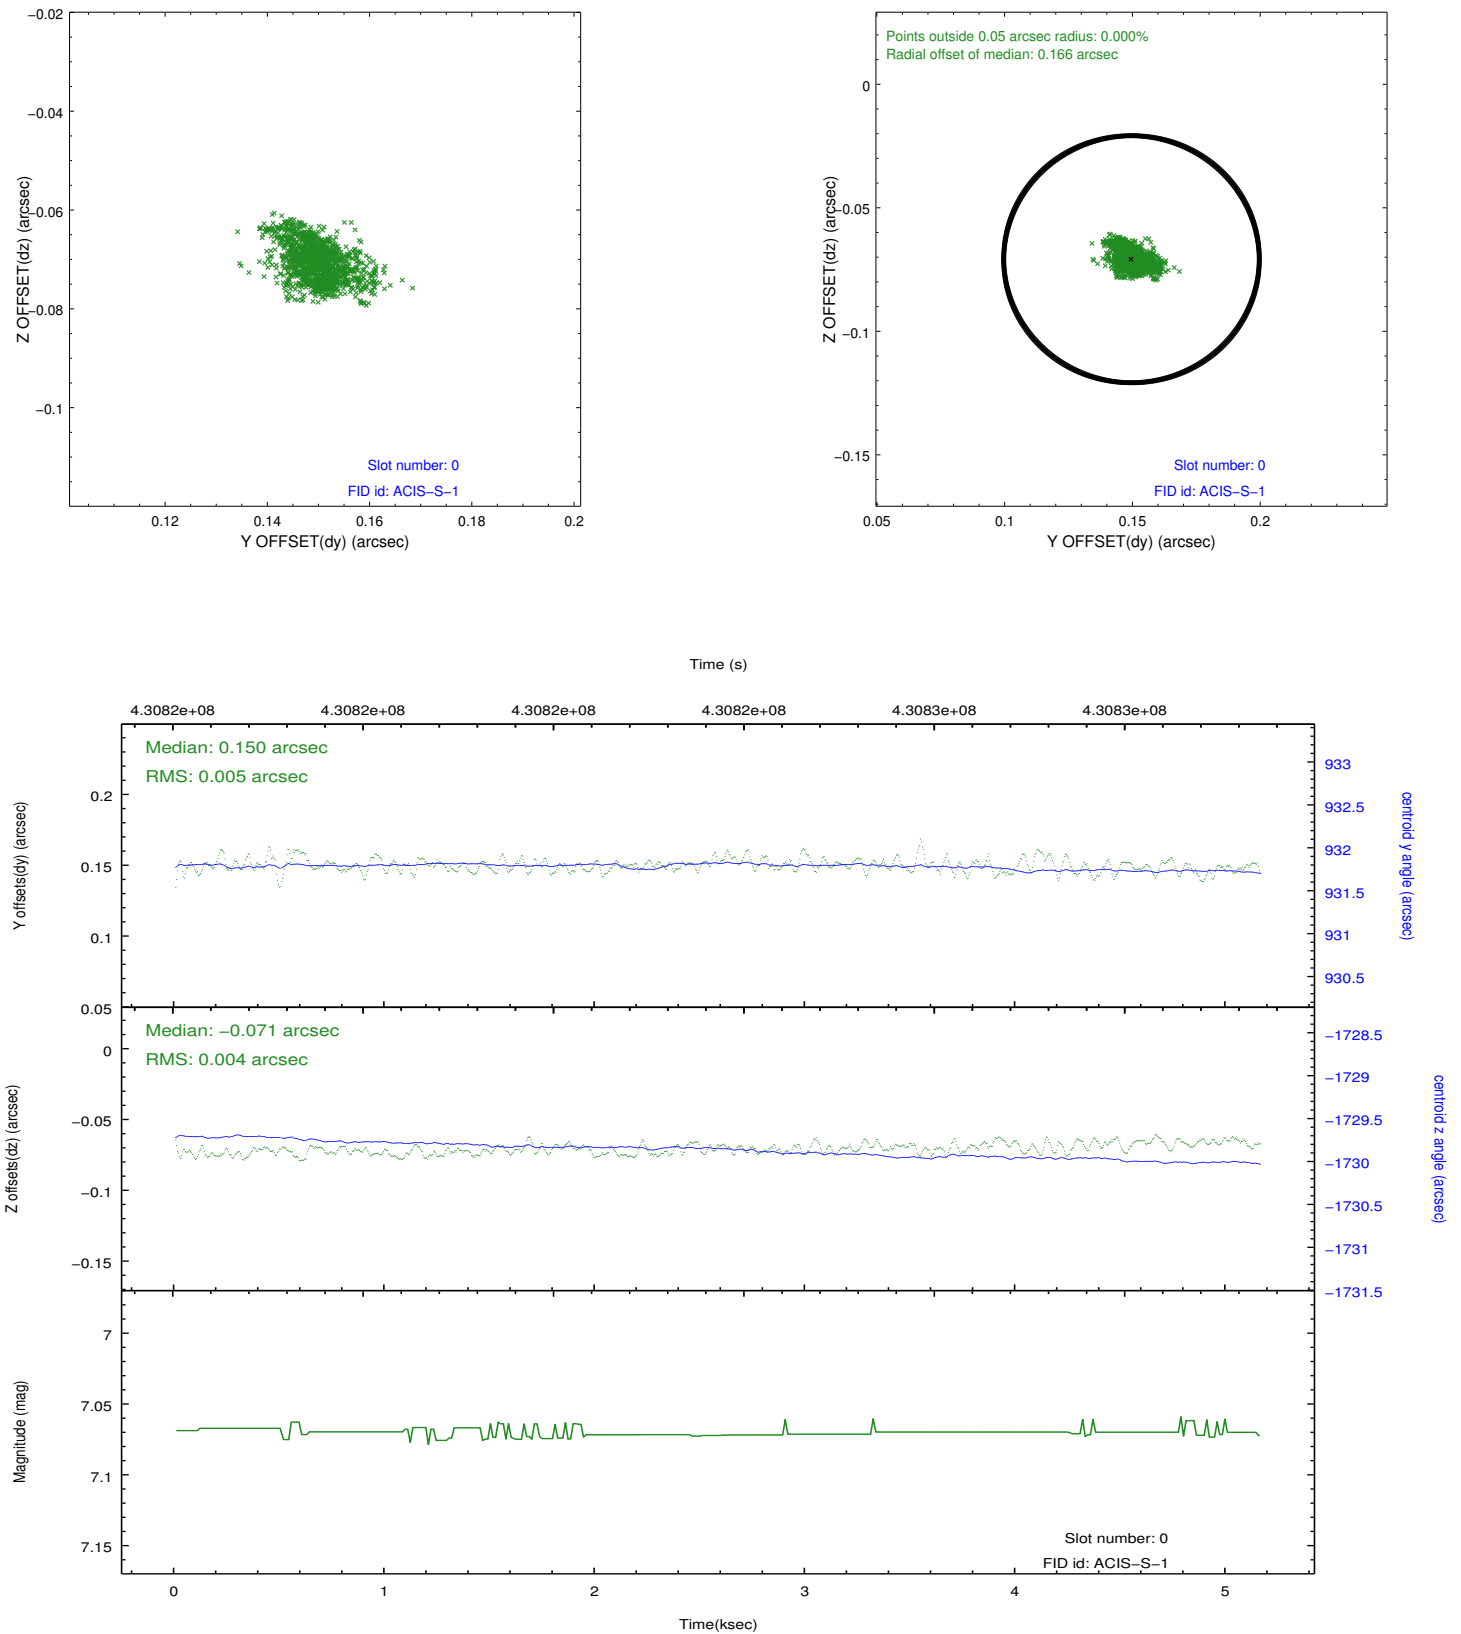 −0.02
−0.04
−0.06
−0.08
−0.1
Z OFFSET(dz) (arcsec)
0.12 0.14 0.16 0.18 0.2
Y OFFSET(dy) (arcsec)
Slot number: 0
FID id: ACIS−S−1
Points outside 0.05 arcsec radius: 0.000%
Radial offset of median: 0.166 arcsec
0
−0.05
−0.1
−0.15
Z OFFSET(dz) (arcsec)
0.05 0.1 0.15 0.2
Y OFFSET(dy) (arcsec)
Slot number: 0
FID id: ACIS−S−1
Time (s)
4.3082e+08 4.3082e+08 4.3082e+08 4.3082e+08 4.3083e+08 4.3083e+08
Median: 0.150 arcsec
RMS: 0.005 arcsec
0.2
0.15
0.1
0.05
Y offsets(dy) (arcsec)
933
932.5
932
931.5
931
930.5
centroid y angle (arcsec)
Median: −0.071 arcsec
RMS: 0.004 arcsec
0
−0.05
−0.1
−0.15
Z offsets(dz) (arcsec)
−1728.5
−1729
−1729.5
−1730
−1730.5
−1731
−1731.5
centroid z angle (arcsec)
7
7.05
7.1
7.15
Magnitude (mag)
Slot number: 0
FID id: ACIS−S−1
0 1 2 3 4 5
Time(ksec)